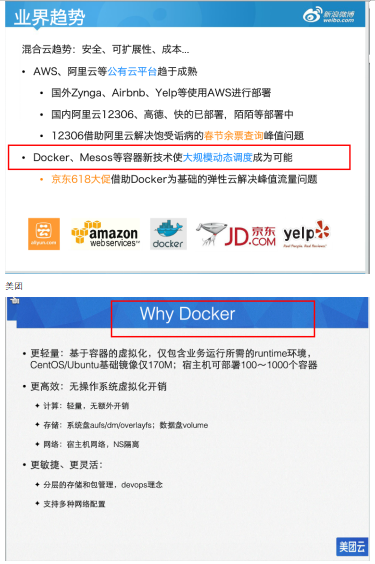 业界趋势
新浪微博
weibo.com
混合云趋势：安全、可扩展性、成本...
• AWS、阿里云等公有云平台趋于成熟
• 国外Zynga、Airbnb、Yelp等使用AWS进行部署
• 国内阿里云12306、高德、快的已部署，陌陌等部署中
• 12306借助阿里云解决饱受诟病的春节余票查询峰值问题
• Docker、Mesos等容器新技术使大规模动态调度成为可能
• 京东618大促借助Docker为基础的弹性云解决峰值流量问题
aliyun.com
amazon
webservices™
docker
JD.COM 京东
yelp
美团
Why Docker
• 更轻量：基于容器的虚拟化，仅包含业务运行所需的runtime环境，
CentOS/Ubuntu基础镜像仅170M；宿主机可部署100～1000个容器
• 更高效：无操作系统虚拟化开销
✦ 计算：轻量，无额外开销
✦ 存储：系统盘aufs/dm/overlayfs；数据盘volume
✦ 网络：宿主机网络，NS隔离
• 更敏捷、更灵活：
✦ 分层的存储和包管理，devops理念
✦ 支持多种网络配置
美团云